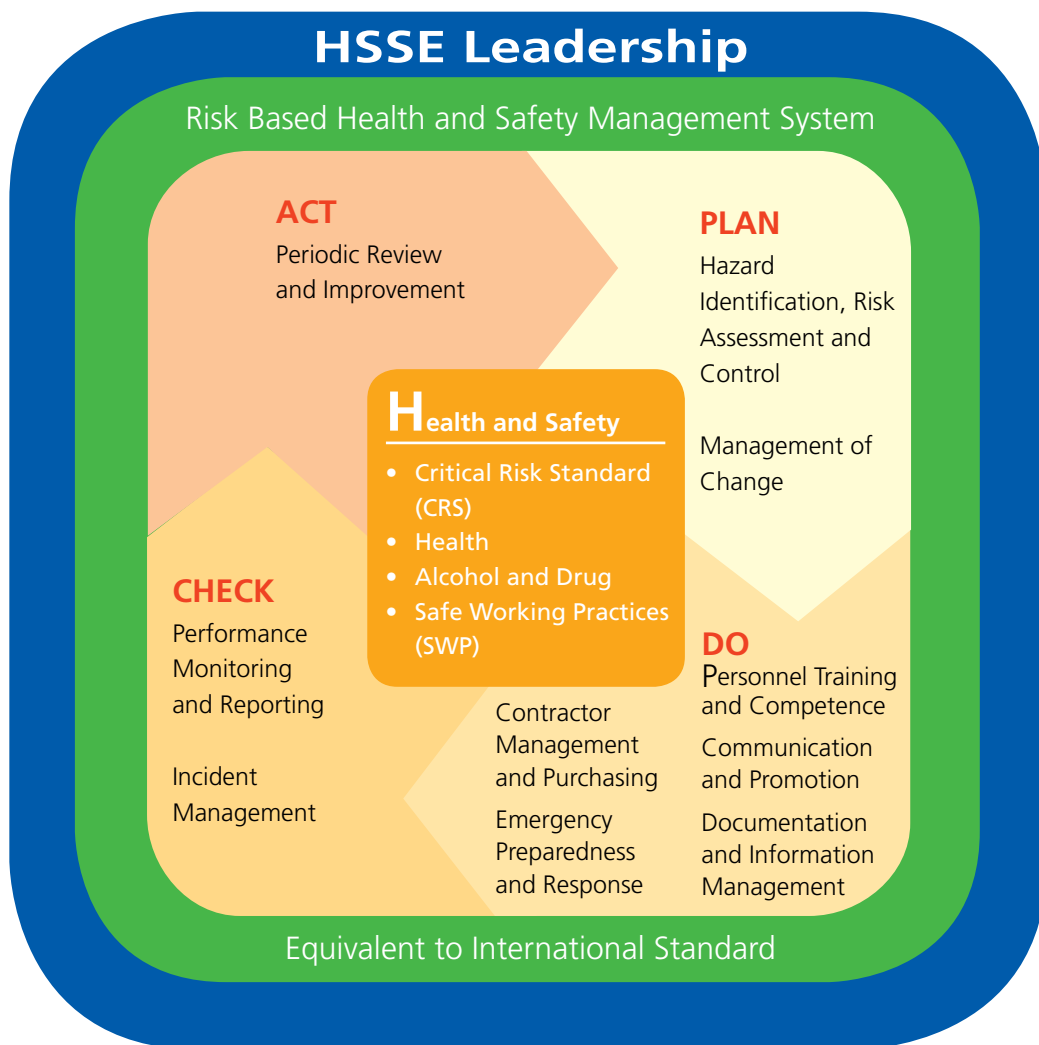 HSSE Leadership
Risk Based Health and Safety Management System
ACT
Periodic Review
and Improvement
PLAN
Hazard
Identification, Risk
Assessment and
Control
Management of
Change
Health and Safety
• Critical Risk Standard
(CRS)
• Health
• Alcohol and Drug
• Safe Working Practices
(SWP)
DO
Personnel Training
and Competence
Communication
and Promotion
Documentation
and Information
Management
Contractor
Management
and Purchasing
Emergency
Preparedness
and Response
CHECK
Performance
Monitoring
and Reporting
Incident
Management
Equivalent to International Standard